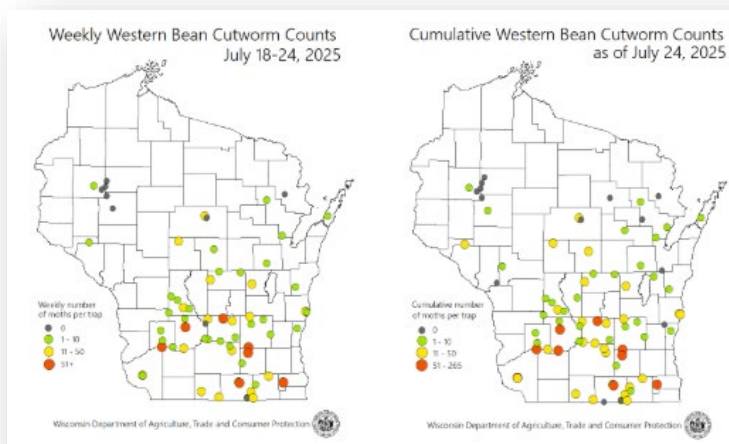 Weekly Western Bean Cutworm Counts
July 18-24, 2025
Weekly number
of moths per trap
0
1 - 10
11 - 50
51+
Wisconsin Department of Agriculture, Trade and Consumer Protection
Cumulative Western Bean Cutworm Counts
as of July 24, 2025
Cumulative number
of moths per trap
0
1 - 10
11 - 50
51 - 265
Wisconsin Department of Agriculture, Trade and Consumer Protection